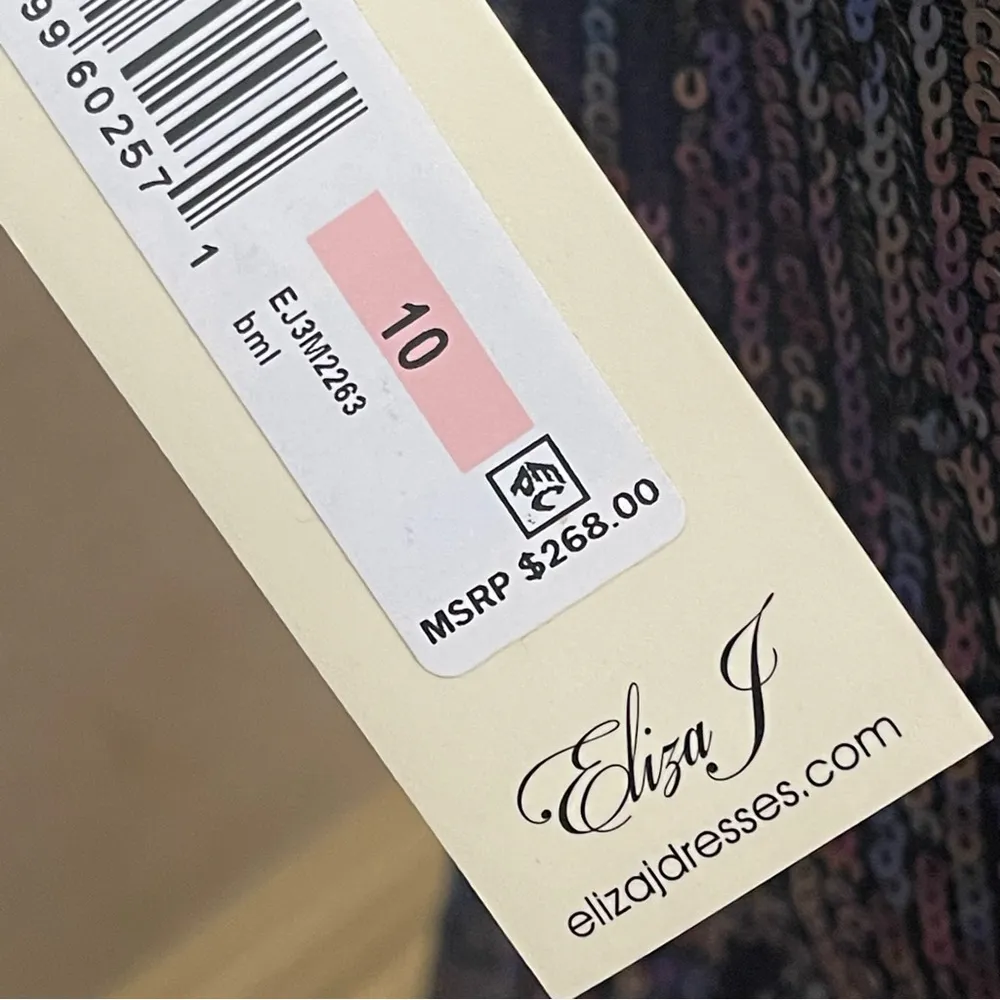 99 60257 1
EJ3M2263
bml
10
MSRP $268.00
Eliza J
elizajdresses.com